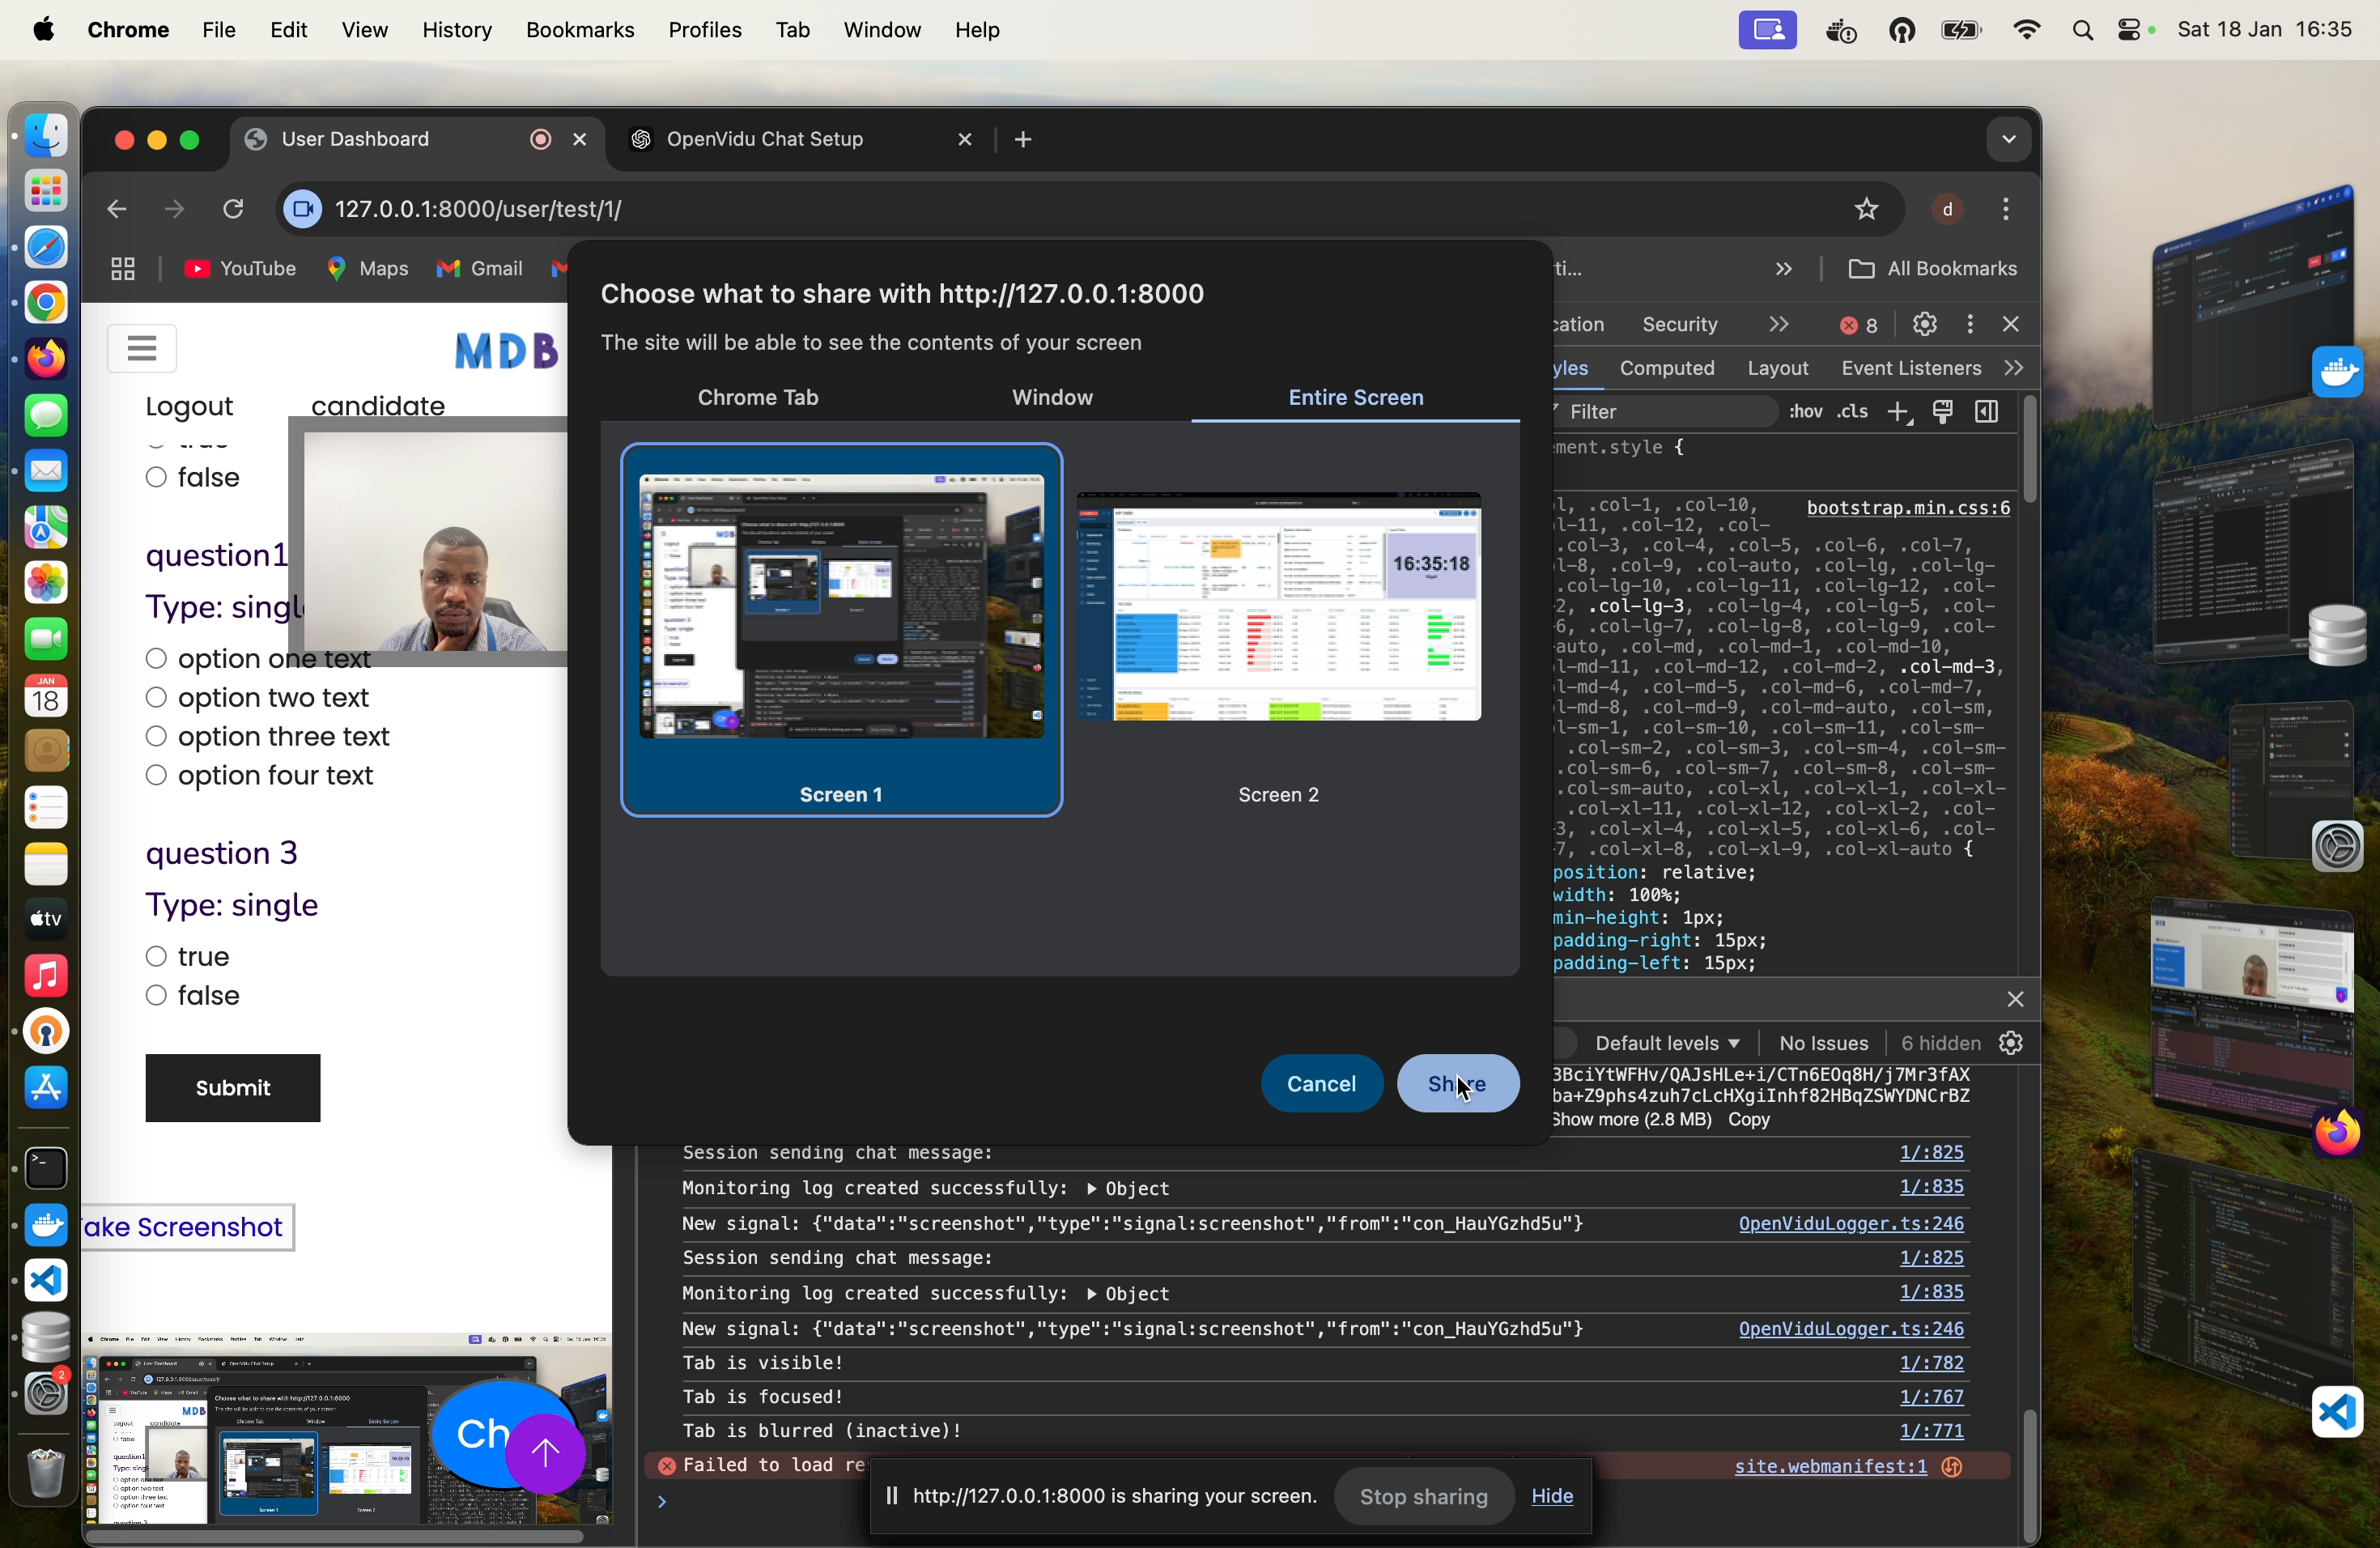 Chrome File Edit View History Bookmarks Profiles Tab Window Help
Sat 18 Jan 16:35
User Dashboard
OpenVidu Chat Setup
127.0.0.1:8000/user/test/1/
d
YouTube Maps Gmail
ti...
All Bookmarks
Choose what to share with http://127.0.0.1:8000
The site will be able to see the contents of your screen
Chrome Tab Window Entire Screen
16:35:18
Screen 1
Screen 2
Cancel Share
MDB
Logout candidate
false
question1
Type: singl
option one text
option two text
option three text
option four text
question 3
Type: single
true
false
Submit
ake Screenshot
Ch
cation Security
8
yles Computed Layout Event Listeners
Filter :hov .cls
ment.style {
l, .col-1, .col-10, bootstrap.min.css:6
l-11, .col-12, .col-
.col-3, .col-4, .col-5, .col-6, .col-7,
l-8, .col-9, .col-auto, .col-lg, .col-lg-
.col-lg-10, .col-lg-11, .col-lg-12, .col-
2, .col-lg-3, .col-lg-4, .col-lg-5, .col-
6, .col-lg-7, .col-lg-8, .col-lg-9, .col-
auto, .col-md, .col-md-1, .col-md-10,
l-md-11, .col-md-12, .col-md-2, .col-md-3,
l-md-4, .col-md-5, .col-md-6, .col-md-7,
l-md-8, .col-md-9, .col-md-auto, .col-sm,
l-sm-1, .col-sm-10, .col-sm-11, .col-sm-
.col-sm-2, .col-sm-3, .col-sm-4, .col-sm-
.col-sm-6, .col-sm-7, .col-sm-8, .col-sm-
.col-sm-auto, .col-xl, .col-xl-1, .col-xl-
.col-xl-11, .col-xl-12, .col-xl-2, .col-
3, .col-xl-4, .col-xl-5, .col-xl-6, .col-
7, .col-xl-8, .col-xl-9, .col-xl-auto {
position: relative;
width: 100%;
min-height: 1px;
padding-right: 15px;
padding-left: 15px;
Default levels No Issues 6 hidden
3BciYtWFHv/QAJsHLe+i/CTn6EOq8H/j7Mr3fAX
ba+Z9phs4zuh7cLcHXgiInhf82HBqZSWYDNCrBZ
Show more (2.8 MB) Copy
Session sending chat message: 1/:825
Monitoring log created successfully: ▶ Object 1/:835
New signal: {"data":"screenshot","type":"signal:screenshot","from":"con_HauYGzhd5u"} OpenViduLogger.ts:246
Session sending chat message: 1/:825
Monitoring log created successfully: ▶ Object 1/:835
New signal: {"data":"screenshot","type":"signal:screenshot","from":"con_HauYGzhd5u"} OpenViduLogger.ts:246
Tab is visible! 1/:782
Tab is focused! 1/:767
Tab is blurred (inactive)! 1/:771
Failed to load re site.webmanifest:1
http://127.0.0.1:8000 is sharing your screen. Stop sharing Hide
JAN
18
tv
2